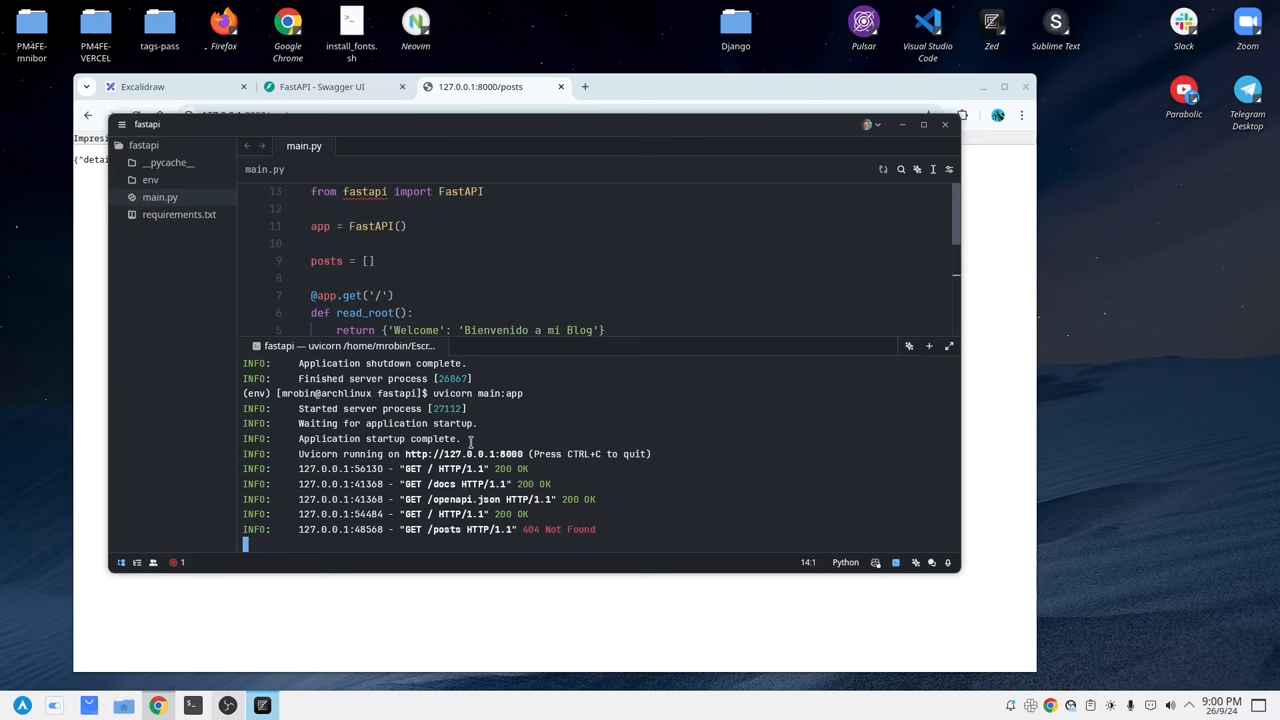 PM4FE-
mnibor
PM4FE-
VERCEL
tags-pass
Firefox
Google
Chrome
install_fonts.
sh
Neovim
Django
Pulsar
Visual Studio
Code
Zed
Sublime Text
Slack
Zoom
Parabolic
Telegram
Desktop
Excalidraw
FastAPI - Swagger UI
127.0.0.1:8000/posts
{"detai
fastapi
fastapi
__pycache__
env
main.py
requirements.txt
main.py
main.py
13 from fastapi import FastAPI
12
11 app = FastAPI()
10
9 posts = []
8
7 @app.get('/')
6 def read_root():
5 return {'Welcome': 'Bienvenido a mi Blog'}
fastapi — uvicorn /home/mrobin/Escr...
INFO: Application shutdown complete.
INFO: Finished server process [26867]
(env) [mrobin@archlinux fastapi]$ uvicorn main:app
INFO: Started server process [27112]
INFO: Waiting for application startup.
INFO: Application startup complete.
INFO: Uvicorn running on http://127.0.0.1:8000 (Press CTRL+C to quit)
INFO: 127.0.0.1:56130 - "GET / HTTP/1.1" 200 OK
INFO: 127.0.0.1:41368 - "GET /docs HTTP/1.1" 200 OK
INFO: 127.0.0.1:41368 - "GET /openapi.json HTTP/1.1" 200 OK
INFO: 127.0.0.1:54484 - "GET / HTTP/1.1" 200 OK
INFO: 127.0.0.1:48568 - "GET /posts HTTP/1.1" 404 Not Found
1
14:1
Python
9:00 PM
26/9/24